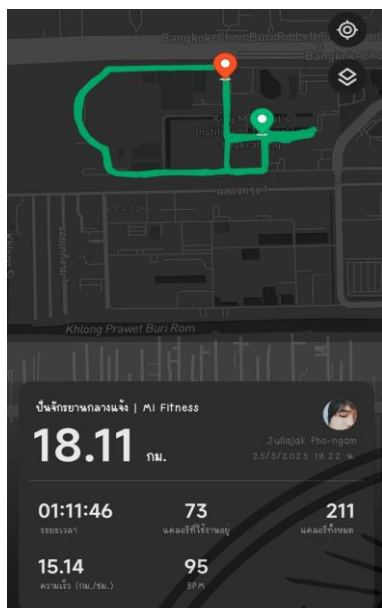 Bangkok-Chon Buri
Bangkok-Cho
King M
Instit
Khlong Prawet Buri Rom
ปั่นจักรยานกลางแจ้ง | Mi Fitness
18.11 กม.
Jullajak Pho-ngam
25/5/2023 19 22 น.
01:11:46 73 211
ระยะเวลา แคลอรีที่ใช้งานอยู่ แคลอรีทั้งหมด
15.14 95
ความเร็ว (กม./ชม.) BPM